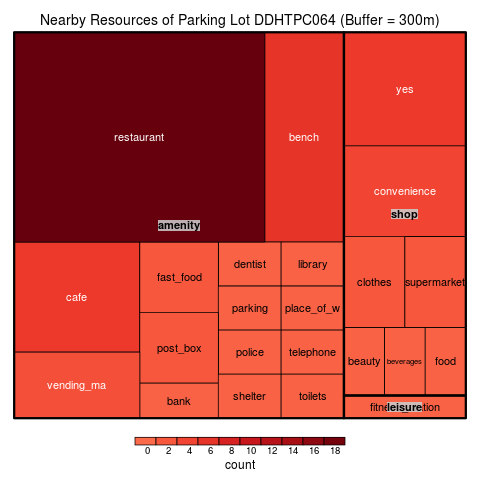 Nearby Resources of Parking Lot DDHTPC064 (Buffer = 300m)
restaurant
bench
yes
amenity
convenience
shop
cafe
fast_food
dentist
library
clothes
supermarket
parking
place_of_w
vending_ma
post_box
police
telephone
beauty
beverages
food
bank
shelter
toilets
leisure
0 2 4 6 8 10 12 14 16 18
count